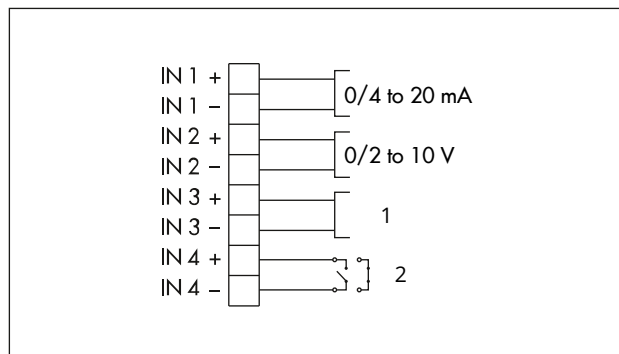 IN 1 +
IN 1 –
0/4 to 20 mA
IN 2 +
IN 2 –
0/2 to 10 V
IN 3 +
IN 3 –
1
IN 4 +
IN 4 –
2